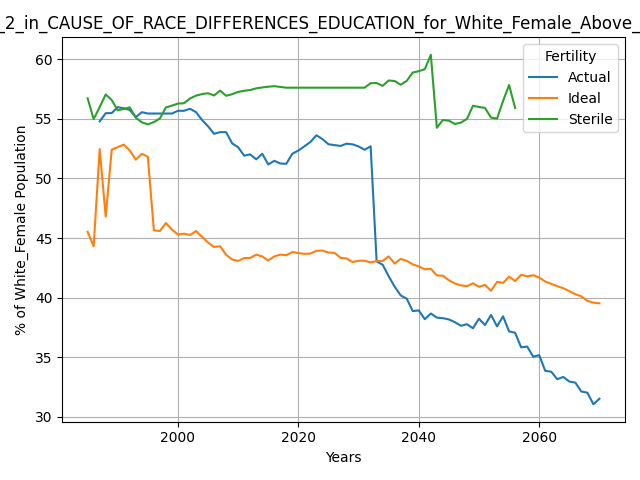 _2_in_CAUSE_OF_RACE_DIFFERENCES_EDUCATION_for_White_Female_Above_
Fertility
Actual
Ideal
Sterile
% of White_Female Population
60
55
50
45
40
35
30
2000
2020
2040
2060
Years